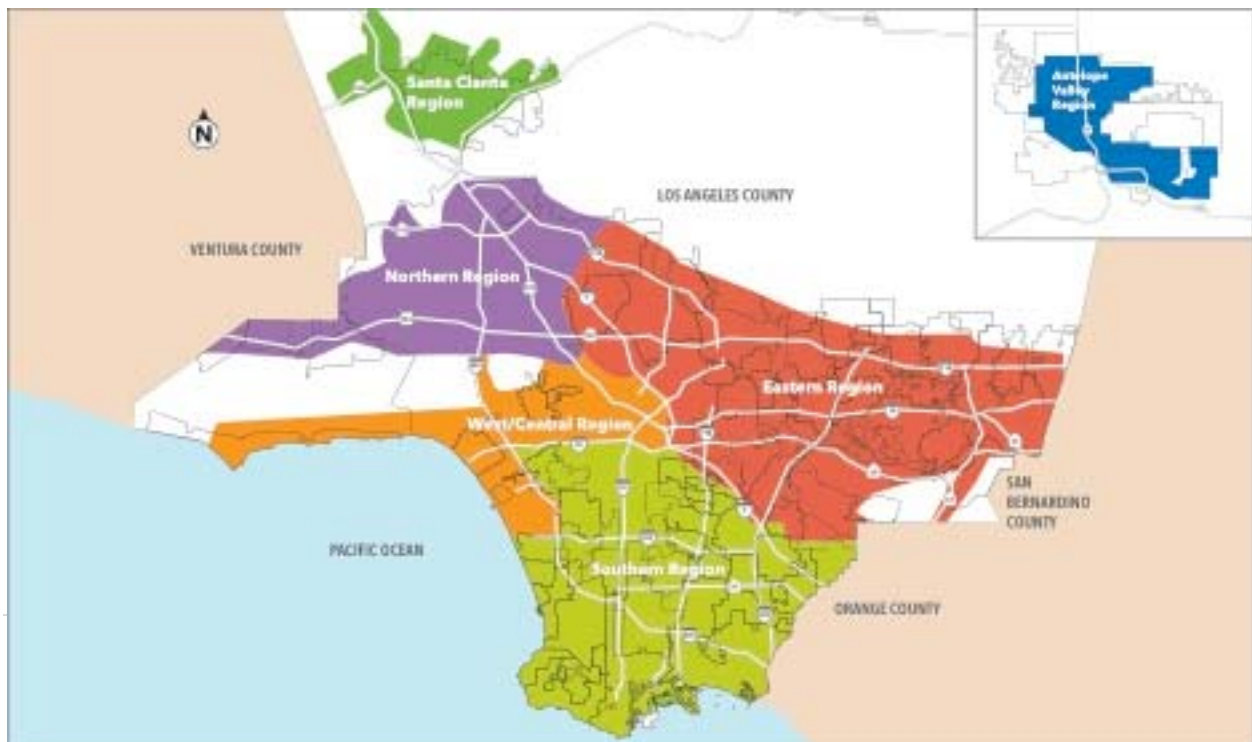 Santa Clarita
Region
Antelope
Valley
Region
N
LOS ANGELES COUNTY
VENTURA COUNTY
Northern Region
Eastern Region
West/Central Region
SAN
BERNARDINO
COUNTY
PACIFIC OCEAN
Southern Region
ORANGE COUNTY